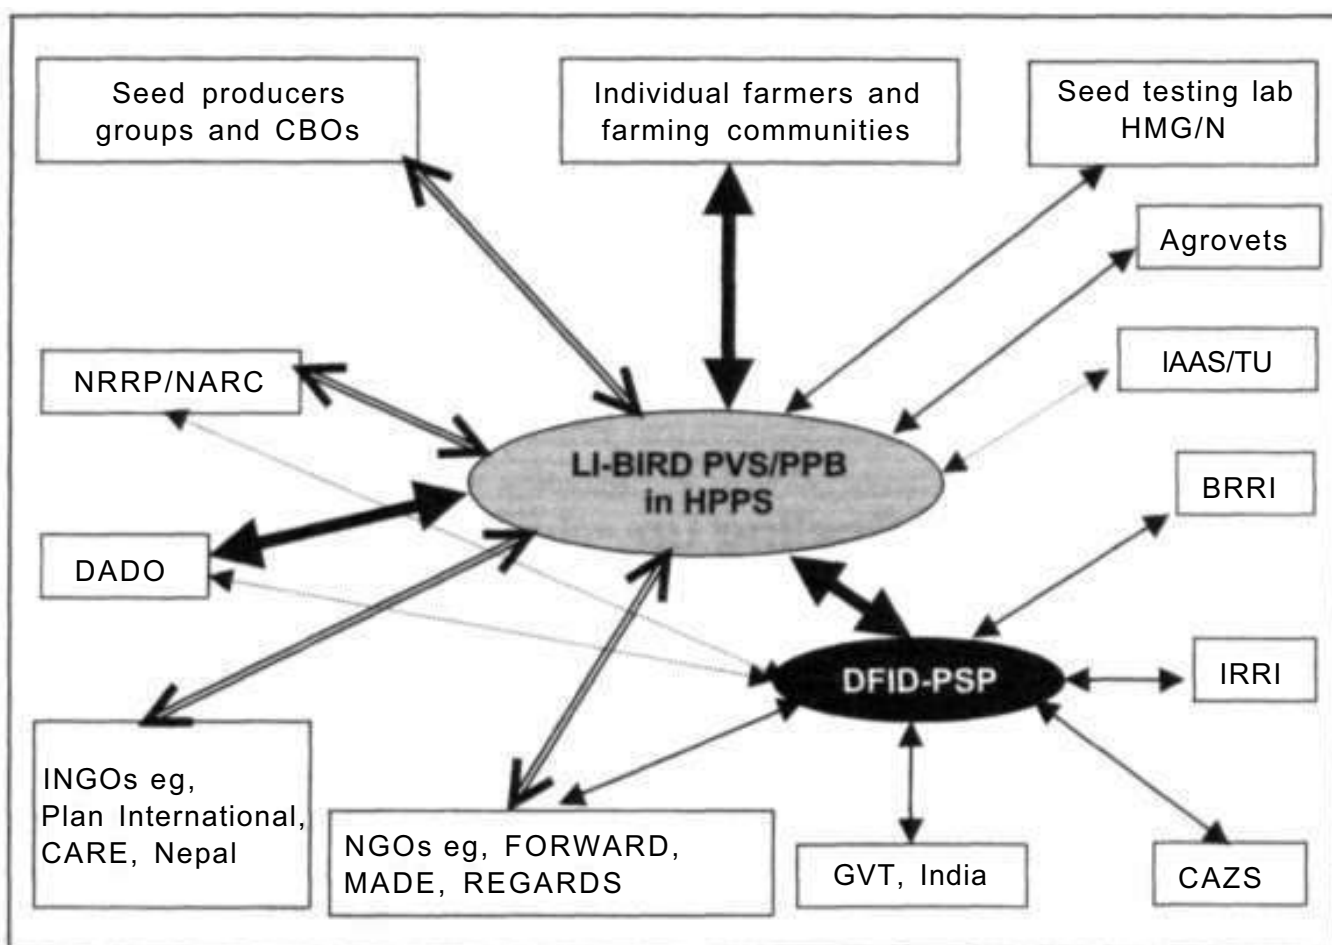 Seed producers
groups and CBOs
Individual farmers and
farming communities
Seed testing lab
HMG/N
Agrovets
NRRP/NARC
IAAS/TU
LI-BIRD PVS/PPB
in HPPS
BRRI
DADO
DFID-PSP
IRRI
INGOs eg,
Plan International,
CARE, Nepal
NGOs eg, FORWARD,
MADE, REGARDS
GVT, India
CAZS